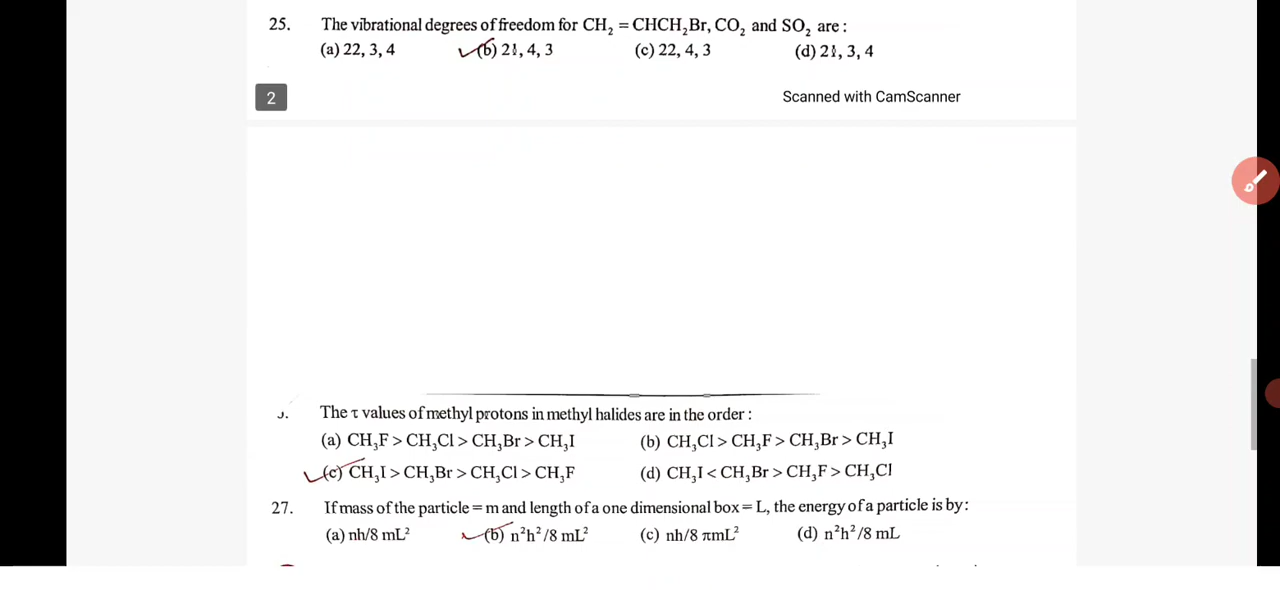 25. The vibrational degrees of freedom for CH₂ = CHCH₂Br, CO₂ and SO₂ are :
(a) 22, 3, 4 (b) 21, 4, 3 (c) 22, 4, 3 (d) 21, 3, 4
2 Scanned with CamScanner
The τ values of methyl protons in methyl halides are in the order :
(a) CH₃F > CH₃Cl > CH₃Br > CH₃I (b) CH₃Cl > CH₃F > CH₃Br > CH₃I
(c) CH₃I > CH₃Br > CH₃Cl > CH₃F (d) CH₃I < CH₃Br > CH₃F > CH₃Cl
27. If mass of the particle = m and length of a one dimensional box = L, the energy of a particle is by:
(a) nh/8 mL² (b) n²h²/8 mL² (c) nh/8 πmL² (d) n²h²/8 mL